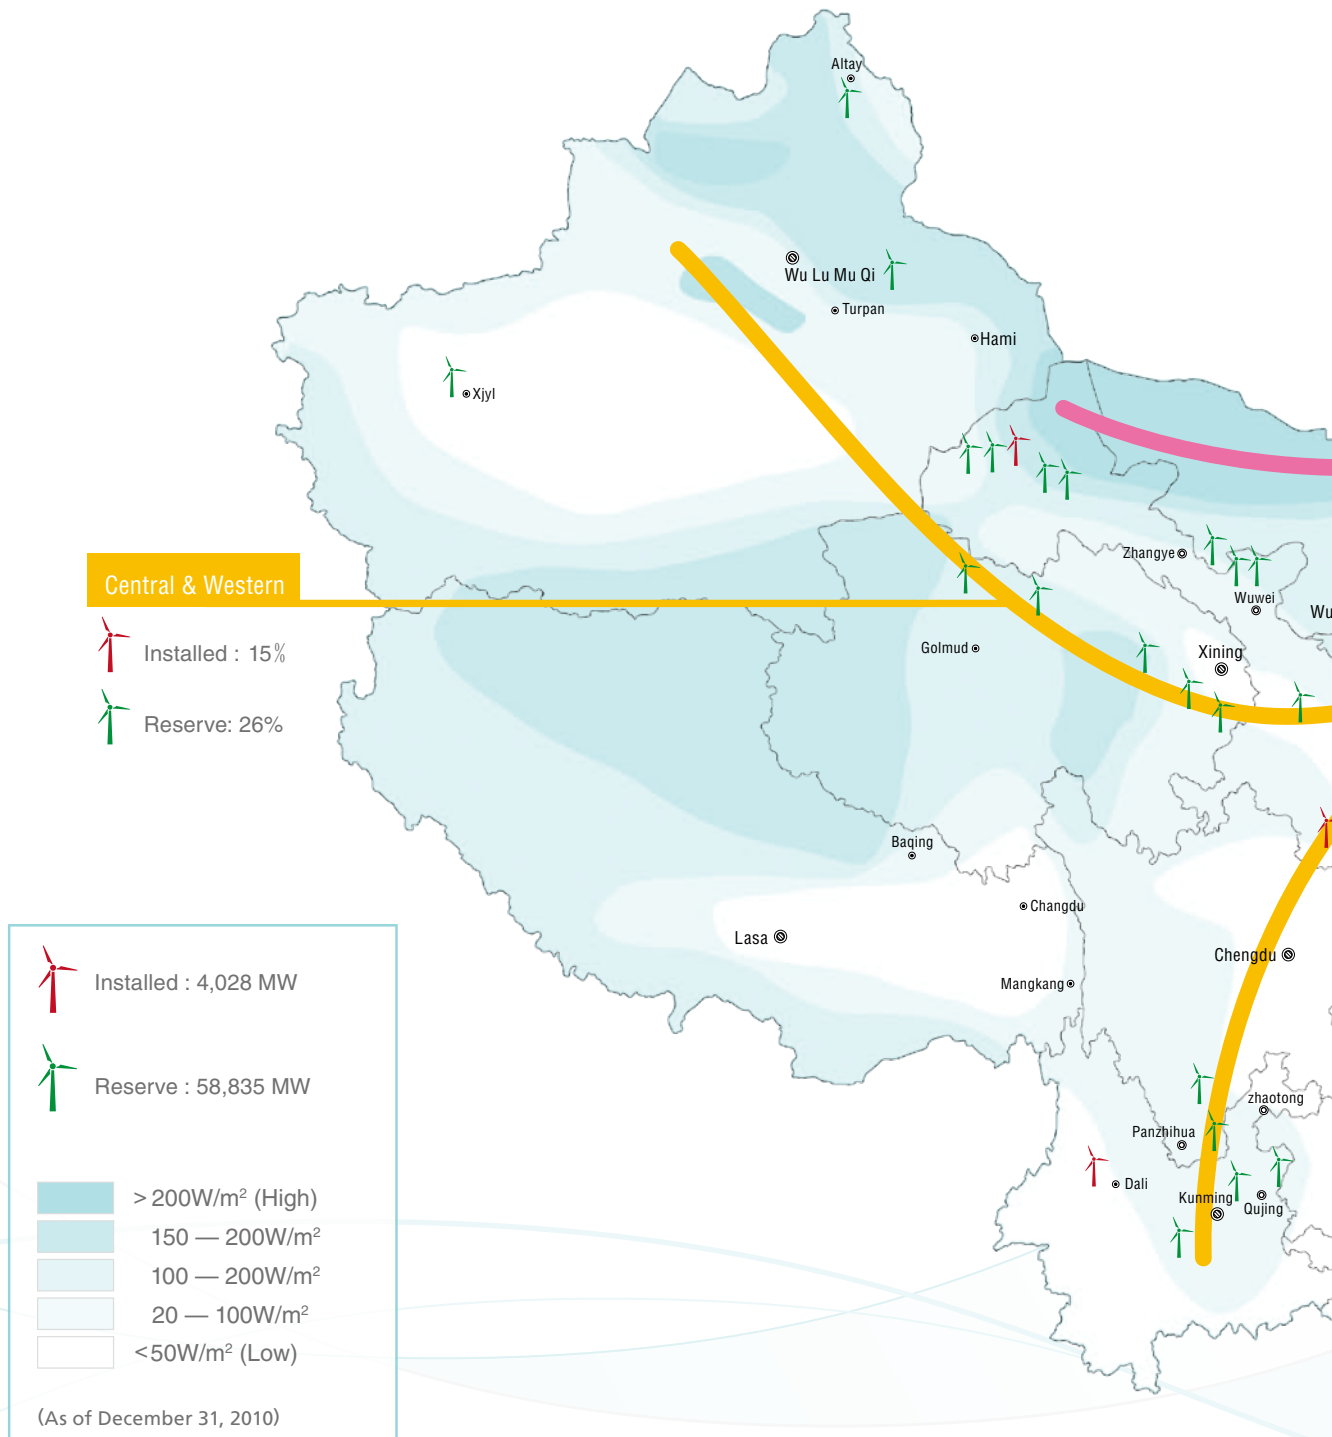 Altay
Wu Lu Mu Qi
Turpan
Hami
Xjyl
Central & Western
Installed : 15%
Reserve: 26%
Zhangye
Wuwei
Wu
Golmud
Xining
Baqing
Changdu
Lasa
Chengdu
Mangkang
Installed : 4,028 MW
Reserve : 58,835 MW
zhaotong
Panzhihua
Dali
Kunming
Qujing
> 200W/m² (High)
150 — 200W/m²
100 — 200W/m²
20 — 100W/m²
<50W/m² (Low)
(As of December 31, 2010)